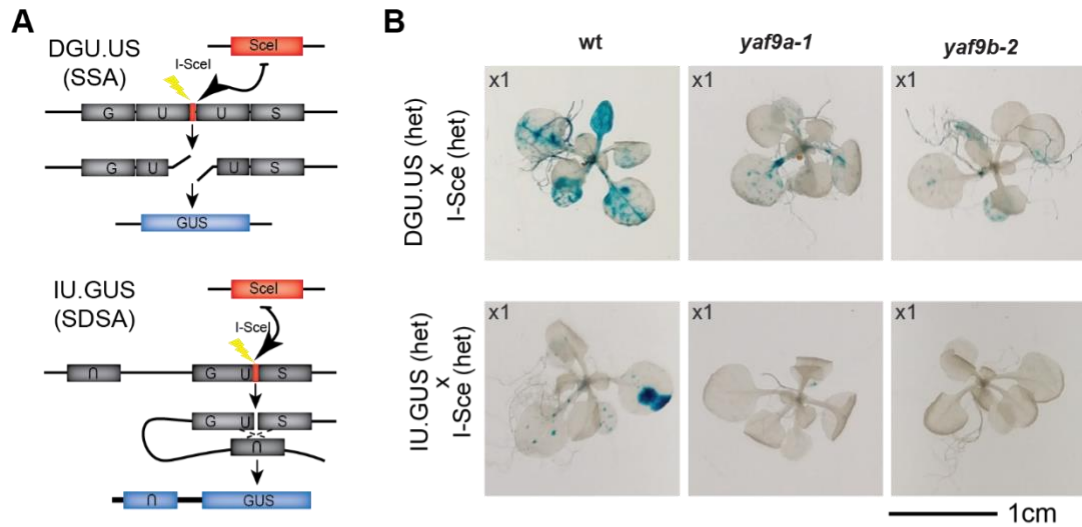 A
DGU.US
(SSA)
SceI
I-SceI
G U U S
G U U S
GUS
IU.GUS
(SDSA)
SceI
I-SceI
U G U S
G U S
U
U GUS
B
wt yaf9a-1 yaf9b-2
DGU.US (het)
x
I-Sce (het)
x1 x1 x1
IU.GUS (het)
x
I-Sce (het)
x1 x1 x1
1cm